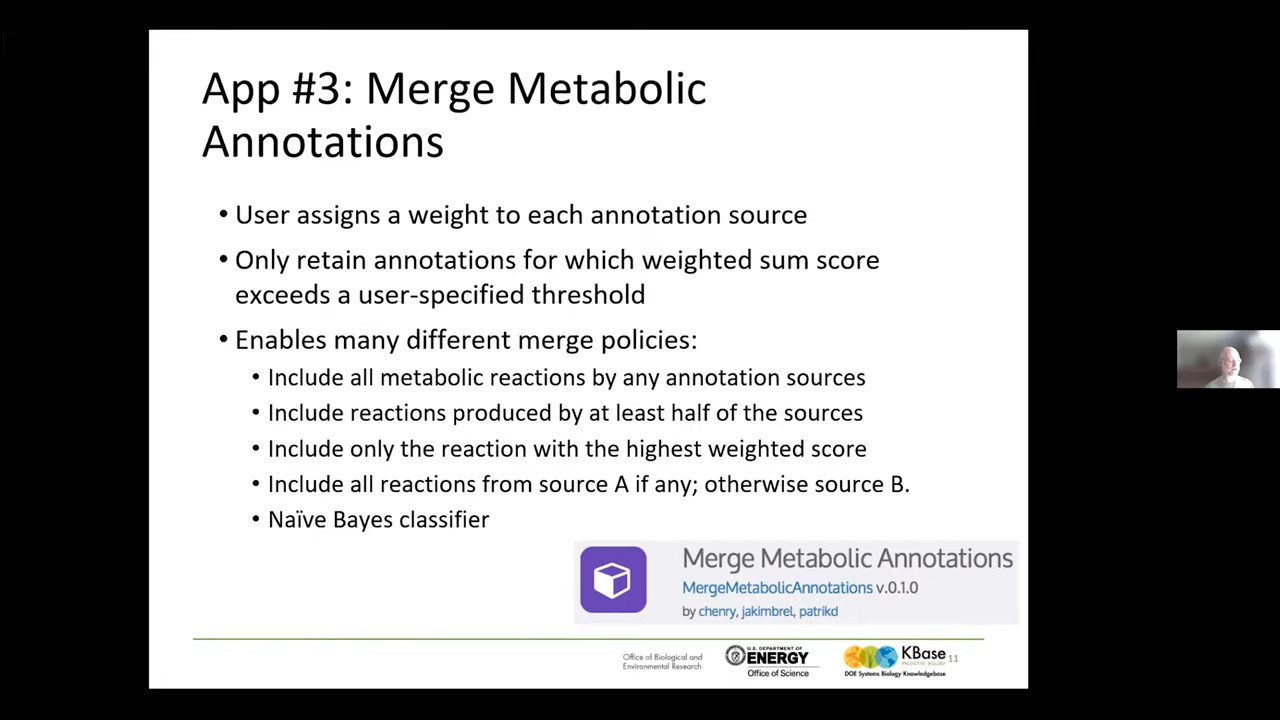 App #3: Merge Metabolic
Annotations
• User assigns a weight to each annotation source
• Only retain annotations for which weighted sum score
exceeds a user-specified threshold
• Enables many different merge policies:
• Include all metabolic reactions by any annotation sources
• Include reactions produced by at least half of the sources
• Include only the reaction with the highest weighted score
• Include all reactions from source A if any; otherwise source B.
• Naïve Bayes classifier
Merge Metabolic Annotations
MergeMetabolicAnnotations v.0.1.0
by chenry, jakimbrel, patrikd
Office of Biological and
Environmental Research
U.S. DEPARTMENT OF
ENERGY
Office of Science
KBase
PREDICTIVE BIOLOGY
DOE Systems Biology Knowledgebase
11